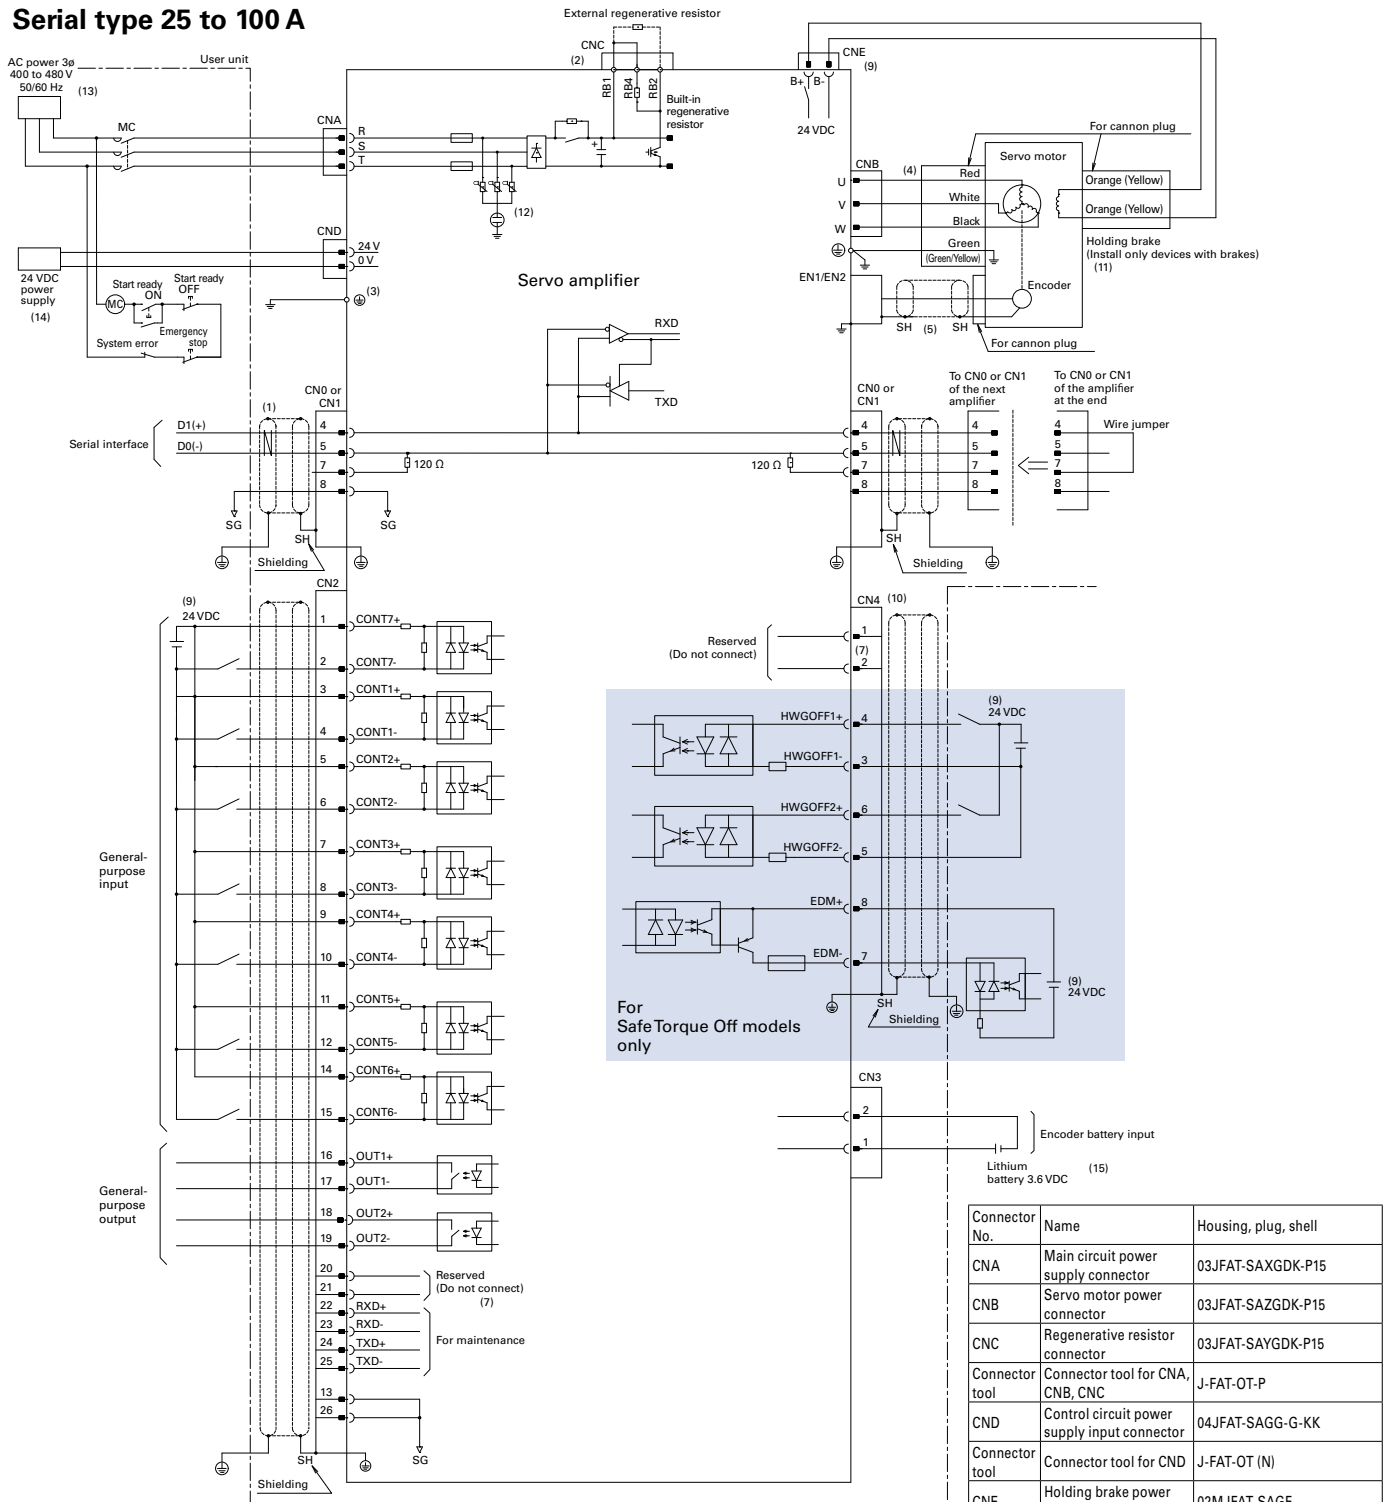 Serial type 25 to 100 A
External regenerative resistor
AC power 3ø
400 to 480 V
50/60 Hz
(13)
User unit
MC
CNA
R
S
T
(2)
CNC
RB1
RB4
RB2
Built-in
regenerative
resistor
(12)
CNE
(9)
B+
B-
24 VDC
For cannon plug
Servo motor
CNB
(4)
U
V
W
Red
White
Black
Green
(Green/Yellow)
Orange (Yellow)
Orange (Yellow)
Holding brake
(Install only devices with brakes)
(11)
EN1/EN2
Encoder
SH
(5)
SH
For cannon plug
CND
24 V
0 V
(3)
24 VDC
power
supply
(14)
Start ready
ON
Start ready
OFF
MC
Emergency
stop
System error
Servo amplifier
RXD
TXD
CN0 or
CN1
(1)
Serial interface
D1(+)
D0(-)
4
5
7
8
120 Ω
SG
SG
SH
Shielding
120 Ω
CN0 or
CN1
4
5
7
8
SH
Shielding
To CN0 or CN1
of the next
amplifier
4
5
7
8
To CN0 or CN1
of the amplifier
at the end
4
5
7
8
Wire jumper
CN2
(9)
24 VDC
General-
purpose
input
1 CONT7+
2 CONT7-
3 CONT1+
4 CONT1-
5 CONT2+
6 CONT2-
7 CONT3+
8 CONT3-
9 CONT4+
10 CONT4-
11 CONT5+
12 CONT5-
14 CONT6+
15 CONT6-
General-
purpose
output
16 OUT1+
17 OUT1-
18 OUT2+
19 OUT2-
20
21
Reserved
(Do not connect)
(7)
22 RXD+
23 RXD-
24 TXD+
25 TXD-
For maintenance
13
26
SG
SH
Shielding
CN4
(10)
Reserved
(Do not connect)
1
(7)
2
HWGOFF1+ 4
HWGOFF1- 3
HWGOFF2+ 6
HWGOFF2- 5
EDM+ 8
EDM- 7
(9)
24 VDC
(9)
24 VDC
SH
Shielding
For
Safe Torque Off models
only
CN3
2
1
Encoder battery input
Lithium
battery 3.6 VDC
(15)
Connector No. Name Housing, plug, shell
CNA Main circuit power supply connector 03JFAT-SAXGDK-P15
CNB Servo motor power connector 03JFAT-SAZGDK-P15
CNC Regenerative resistor connector 03JFAT-SAYGDK-P15
Connector tool Connector tool for CNA, CNB, CNC J-FAT-OT-P
CND Control circuit power supply input connector 04JFAT-SAGG-G-KK
Connector tool Connector tool for CND J-FAT-OT (N)
CNE Holding brake power 02MJFAT-SAGF